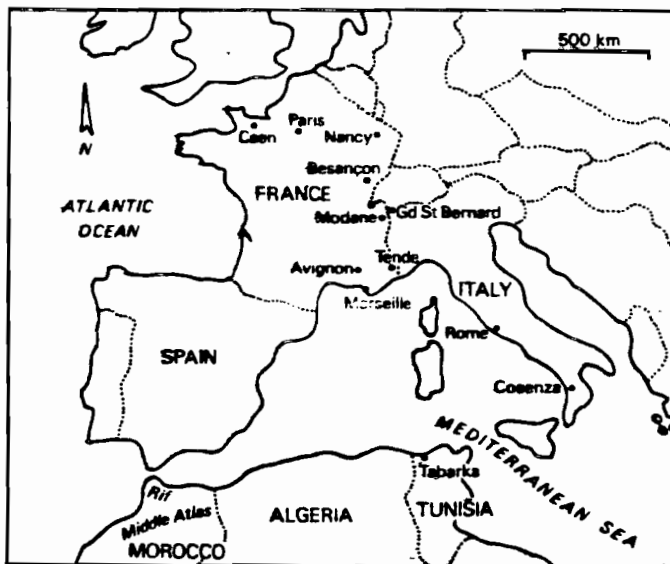 500 km
N
Caen
Paris
Nancy
Besançon
FRANCE
ATLANTIC
OCEAN
Modane
Gd St Bernard
Avignon
Tende
Marseille
ITALY
Rome
SPAIN
Cosenza
MEDITERRANEAN SEA
Tabarka
Rif
Middle Atlas
MOROCCO
ALGERIA
TUNISIA